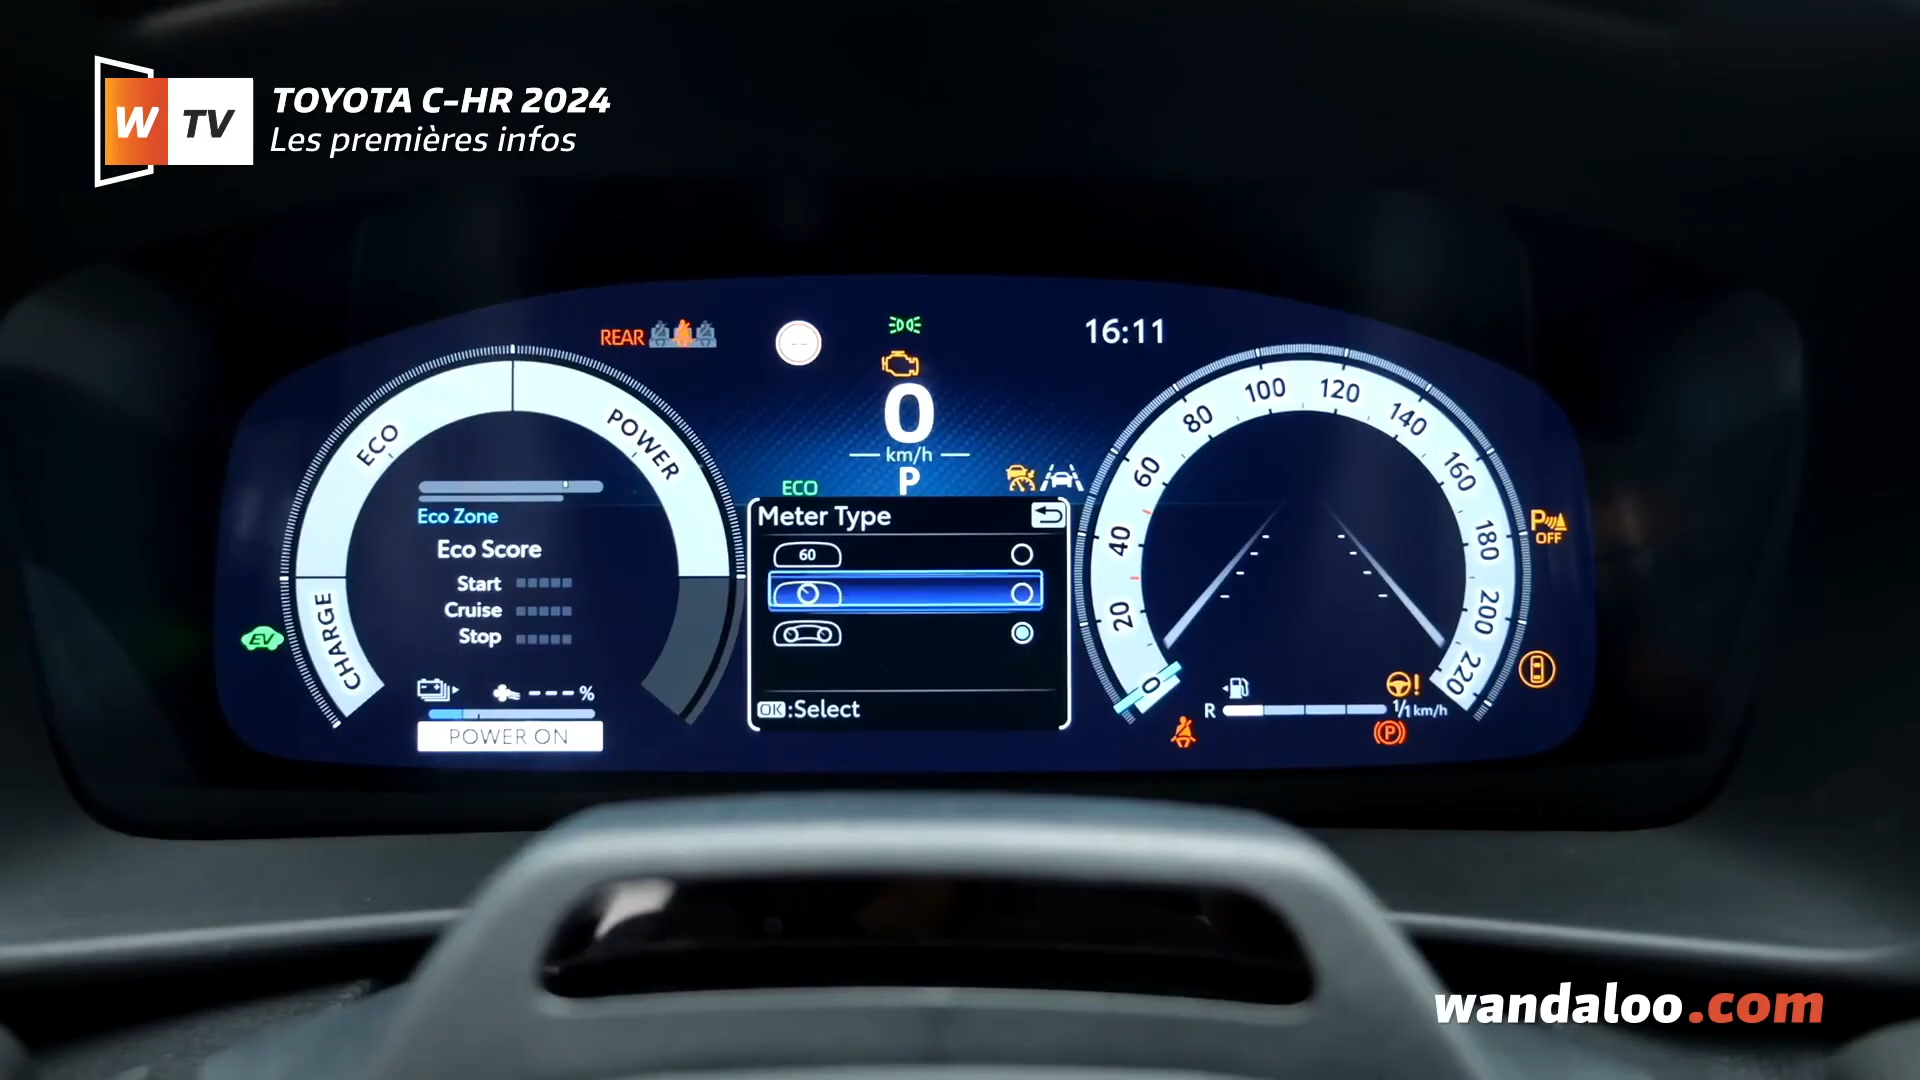 W TV
TOYOTA C-HR 2024
Les premières infos
REAR
--
16:11
0
km/h
P
ECO
ECO
POWER
CHARGE
Eco Zone
Eco Score
Start
Cruise
Stop
---%
POWER ON
EV
Meter Type
60
OK:Select
0
20
40
60
80
100
120
140
160
180
200
220
P
OFF
R
1/1 km/h
!
(P)
wandaloo.com